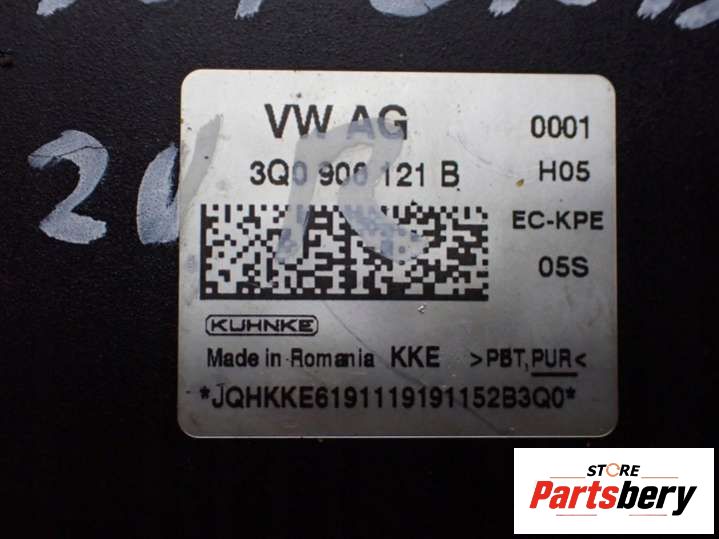 VW AG 0001
3Q0 906 121 B H05
EC-KPE
05S
KUHNKE
Made in Romania KKE >PBT,PUR<
*JQHKKE6191119191152B3Q0*
STORE
Partsbery